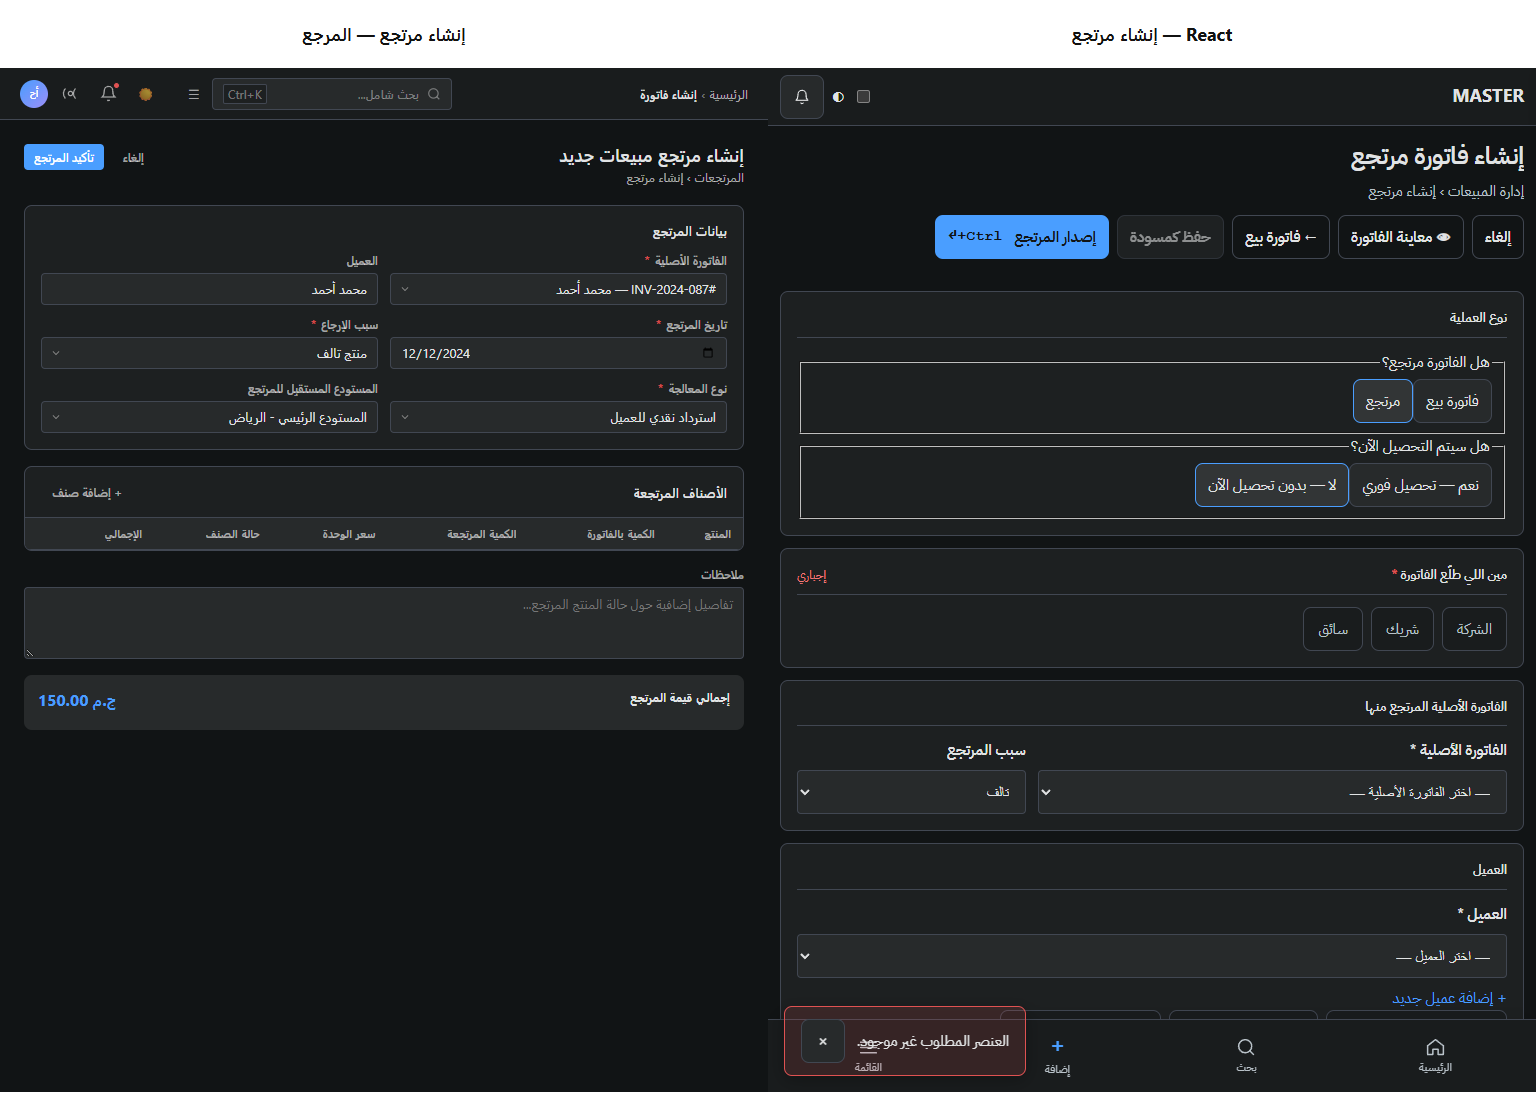 React — إنشاء مرتجع
MASTER
إنشاء فاتورة مرتجع
إدارة المبيعات › إنشاء مرتجع
إلغاء
معاينة الفاتورة
← فاتورة بيع
حفظ كمسودة
إصدار المرتجع Ctrl+↵
نوع العملية
هل الفاتورة مرتجع؟
فاتورة بيع
مرتجع
هل سيتم التحصيل الآن؟
نعم — تحصيل فوري
لا — بدون تحصيل الآن
مين اللي طلّع الفاتورة *
إجباري
الشركة
شريك
سائق
الفاتورة الأصلية المرتجع منها
الفاتورة الأصلية *
سبب المرتجع
— اختر الفاتورة الأصلية —
تالف
العميل
العميل *
— اختر العميل —
+ إضافة عميل جديد
العنصر المطلوب غير موجود.
×
الرئيسية
بحث
+
إضافة
القائمة
إنشاء مرتجع — المرجع
الرئيسية › إنشاء فاتورة
بحث شامل...
Ctrl+K
أح
إنشاء مرتجع مبيعات جديد
المرتجعات › إنشاء مرتجع
إلغاء
تأكيد المرتجع
بيانات المرتجع
الفاتورة الأصلية *
العميل
#INV-2024-087 — محمد أحمد
محمد أحمد
تاريخ المرتجع *
سبب الإرجاع *
12/12/2024
منتج تالف
نوع المعالجة *
المستودع المستقبِل للمرتجع
استرداد نقدي للعميل
المستودع الرئيسي - الرياض
الأصناف المرتجعة
+ إضافة صنف
المنتج
الكمية بالفاتورة
الكمية المرتجعة
سعر الوحدة
حالة الصنف
الإجمالي
ملاحظات
تفاصيل إضافية حول حالة المنتج المرتجع...
إجمالي قيمة المرتجع
150.00 ج.م